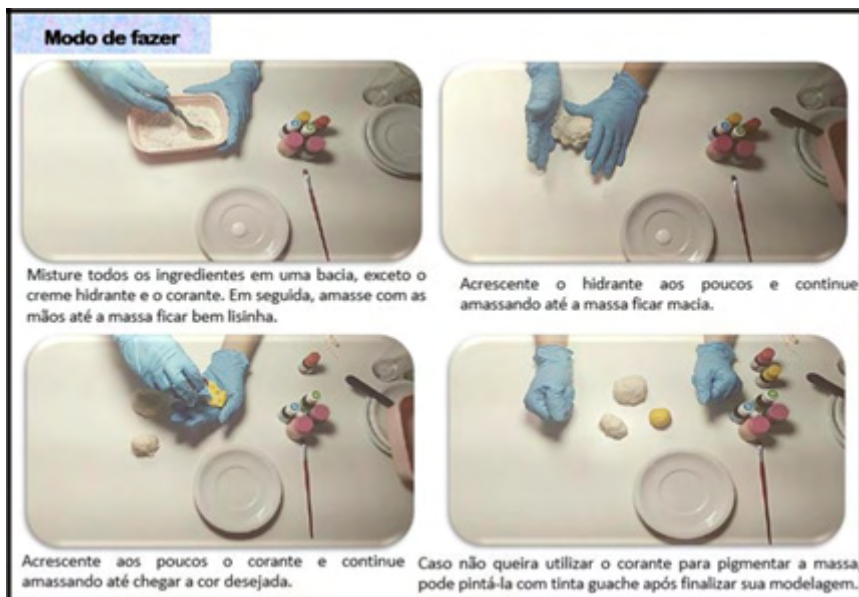 Modo de fazer
Misture todos os ingredientes em uma bacia, exceto o
creme hidrante e o corante. Em seguida, amasse com as
mãos até a massa ficar bem lisinha.
Acrescente o hidrante aos poucos e continue
amassando até a massa ficar macia.
Acrescente aos poucos o corante e continue
amassando até chegar a cor desejada.
Caso não queira utilizar o corante para pigmentar a massa
pode pintá-la com tinta guache após finalizar sua modelagem.